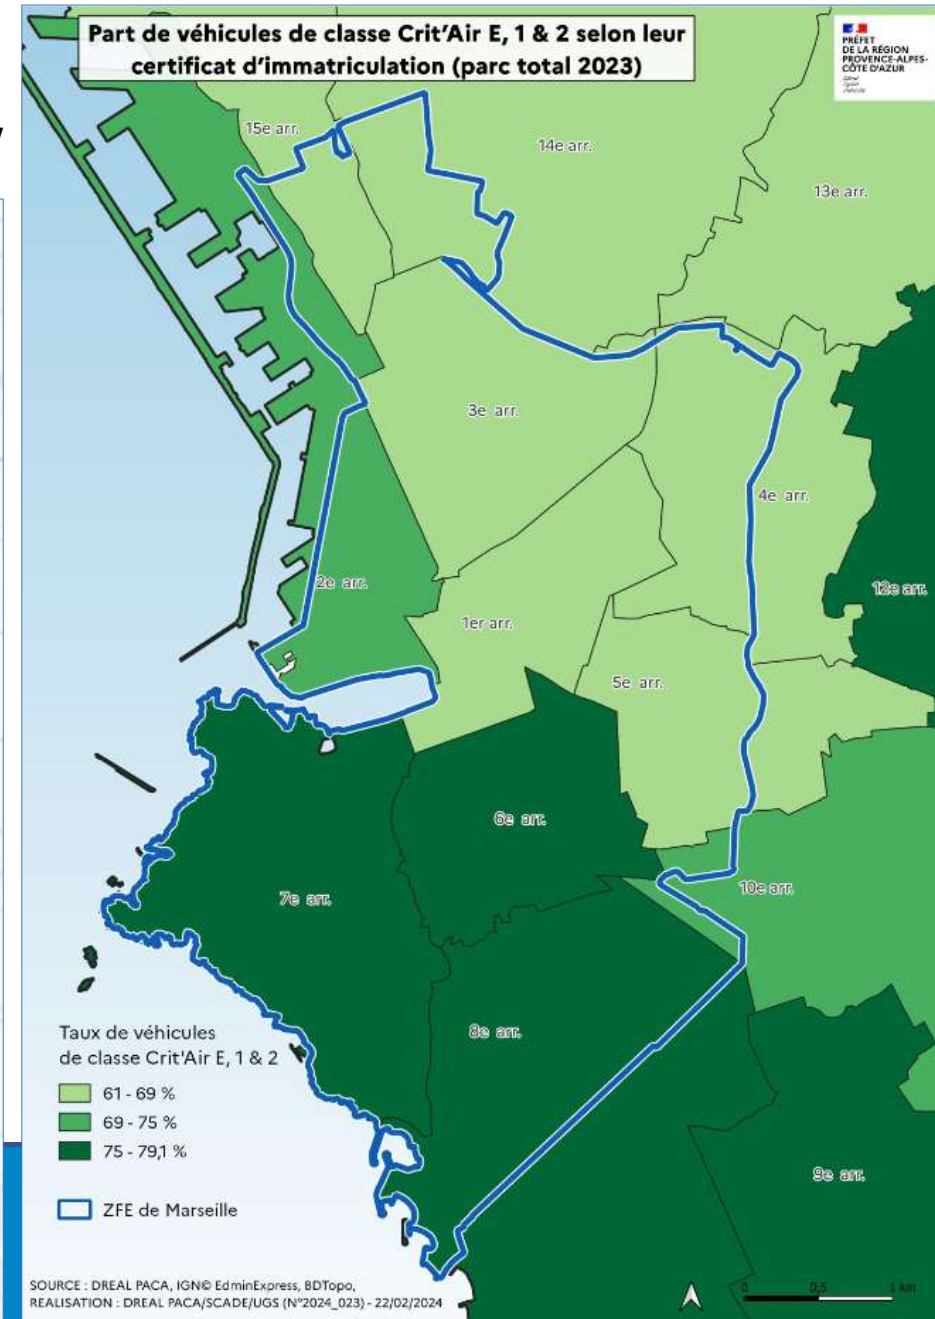 Part de véhicules de classe Crit'Air E, 1 & 2 selon leur
certificat d'immatriculation (parc total 2023)
PRÉFET
DE LA RÉGION
PROVENCE-ALPES-
CÔTE D'AZUR
15e arr.
14e arr.
13e arr.
3e arr.
4e arr.
2e arr.
12e arr.
1er arr.
5e arr.
6e arr.
10e arr.
7e arr.
8e arr.
9e arr.
Taux de véhicules
de classe Crit'Air E, 1 & 2
61 - 69 %
69 - 75 %
75 - 79,1 %
ZFE de Marseille
SOURCE : DREAL PACA, IGN© EdminExpress, BDTopo,
REALISATION : DREAL PACA/SCADE/UGS (N°2024_023) - 22/02/2024
0 0,5 1 km